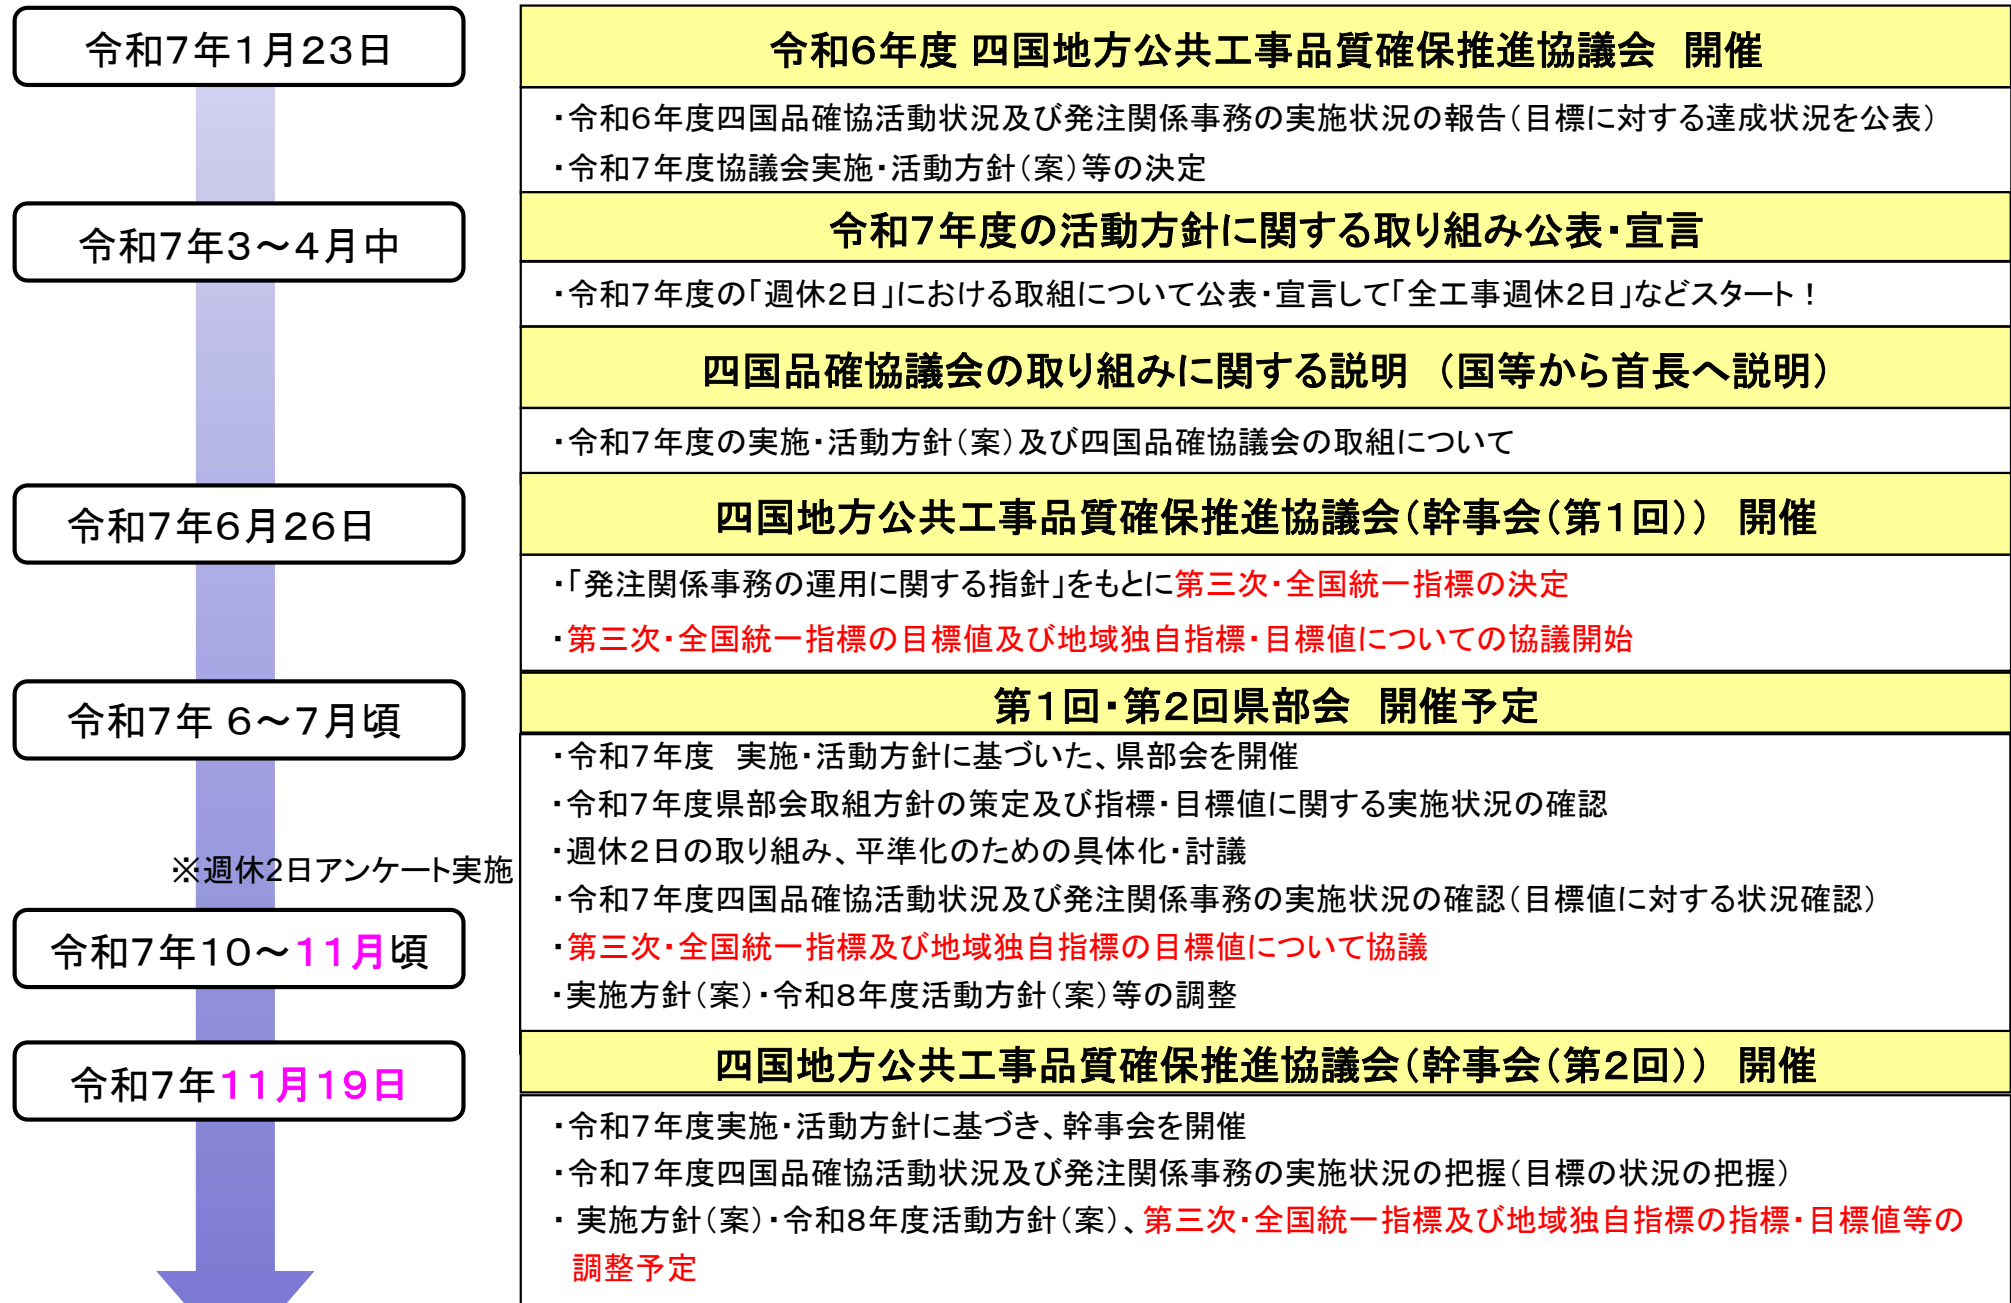 令和7年1月23日
令和6年度 四国地方公共工事品質確保推進協議会　開催
・令和6年度四国品確協活動状況及び発注関係事務の実施状況の報告（目標に対する達成状況を公表）
・令和7年度協議会実施・活動方針（案）等の決定
令和7年3～4月中
令和7年度の活動方針に関する取り組み公表・宣言
・令和7年度の「週休2日」における取組について公表・宣言して「全工事週休2日」などスタート！
四国品確協議会の取り組みに関する説明　（国等から首長へ説明）
・令和7年度の実施・活動方針（案）及び四国品確協議会の取組について
令和7年6月26日
四国地方公共工事品質確保推進協議会（幹事会（第1回））　開催
・「発注関係事務の運用に関する指針」をもとに第三次・全国統一指標の決定
・第三次・全国統一指標の目標値及び地域独自指標・目標値についての協議開始
令和7年 6～7月頃
第1回・第2回県部会　開催予定
・令和7年度　実施・活動方針に基づいた、県部会を開催
・令和7年度県部会取組方針の策定及び指標・目標値に関する実施状況の確認
・週休2日の取り組み、平準化のための具体化・討議
※週休2日アンケート実施
・令和7年度四国品確協活動状況及び発注関係事務の実施状況の確認（目標値に対する状況確認）
令和7年10～11月頃
・第三次・全国統一指標及び地域独自指標の目標値について協議
・実施方針（案）・令和8年度活動方針（案）等の調整
令和7年11月19日
四国地方公共工事品質確保推進協議会（幹事会（第2回））　開催
・令和7年度実施・活動方針に基づき、幹事会を開催
・令和7年度四国品確協活動状況及び発注関係事務の実施状況の把握（目標の状況の把握）
・ 実施方針（案）・令和8年度活動方針（案）、第三次・全国統一指標及び地域独自指標の指標・目標値等の
調整予定